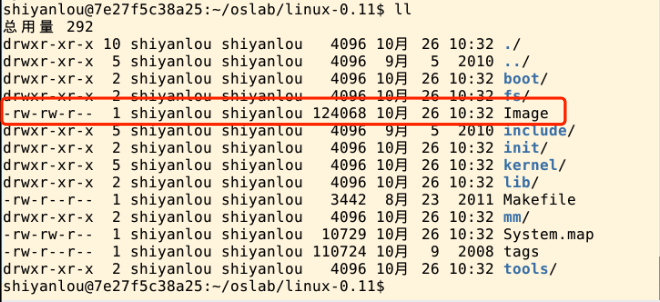 shiyanlou@7e27f5c38a25:~/oslab/linux-0.11$ ll
总用量 292
drwxr-xr-x 10 shiyanlou shiyanlou   4096 10月 26 10:32 ./
drwxr-xr-x  5 shiyanlou shiyanlou   4096  9月  5  2010 ../
drwxr-xr-x  2 shiyanlou shiyanlou   4096 10月 26 10:32 boot/
drwxr-xr-x  2 shiyanlou shiyanlou   4096 10月 26 10:32 fs/
-rw-rw-r--  1 shiyanlou shiyanlou 124068 10月 26 10:32 Image
drwxr-xr-x  5 shiyanlou shiyanlou   4096  9月  5  2010 include/
drwxr-xr-x  2 shiyanlou shiyanlou   4096 10月 26 10:32 init/
drwxr-xr-x  5 shiyanlou shiyanlou   4096 10月 26 10:32 kernel/
drwxr-xr-x  2 shiyanlou shiyanlou   4096 10月 26 10:32 lib/
-rw-r--r--  1 shiyanlou shiyanlou   3442  8月 23  2011 Makefile
drwxr-xr-x  2 shiyanlou shiyanlou   4096 10月 26 10:32 mm/
-rw-rw-r--  1 shiyanlou shiyanlou  10729 10月 26 10:32 System.map
-rw-r--r--  1 shiyanlou shiyanlou 110724 10月  9  2008 tags
drwxr-xr-x  2 shiyanlou shiyanlou   4096 10月 26 10:32 tools/
shiyanlou@7e27f5c38a25:~/oslab/linux-0.11$